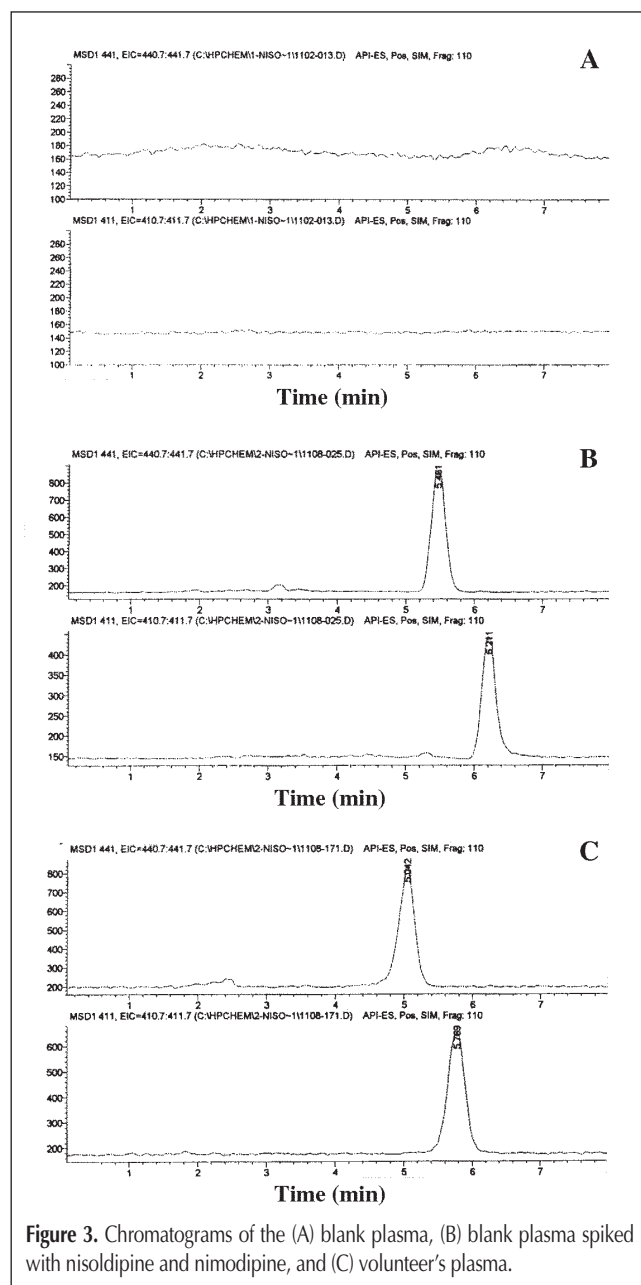 MSD1 441, EIC=440.7:441.7 (C:\HPCHEM\1-NISO~1\1102-013.D) API-ES, Pos, SIM, Frag: 110
A
280
260
240
220
200
180
160
140
120
100
1 2 3 4 5 6 7
MSD1 411, EIC=410.7:411.7 (C:\HPCHEM\1-NISO~1\1102-013.D) API-ES, Pos, SIM, Frag: 110
280
260
240
220
200
180
160
140
120
100
1 2 3 4 5 6 7
Time (min)
MSD1 441, EIC=440.7:441.7 (C:\HPCHEM\2-NISO~1\1108-025.D) API-ES, Pos, SIM, Frag: 110
B
5.481
800
700
600
500
400
300
200
1 2 3 4 5 6 7
MSD1 411, EIC=410.7:411.7 (C:\HPCHEM\2-NISO~1\1108-025.D) API-ES, Pos, SIM, Frag: 110
6.211
400
350
300
250
200
150
1 2 3 4 5 6 7
Time (min)
MSD1 441, EIC=440.7:441.7 (C:\HPCHEM\2-NISO~1\1108-171.D) API-ES, Pos, SIM, Frag: 110
C
5.042
800
700
600
500
400
300
200
1 2 3 4 5 6 7
MSD1 411, EIC=410.7:411.7 (C:\HPCHEM\2-NISO~1\1108-171.D) API-ES, Pos, SIM, Frag: 110
5.769
600
500
400
300
200
1 2 3 4 5 6 7
Time (min)
Figure 3. Chromatograms of the (A) blank plasma, (B) blank plasma spiked
with nisoldipine and nimodipine, and (C) volunteer's plasma.